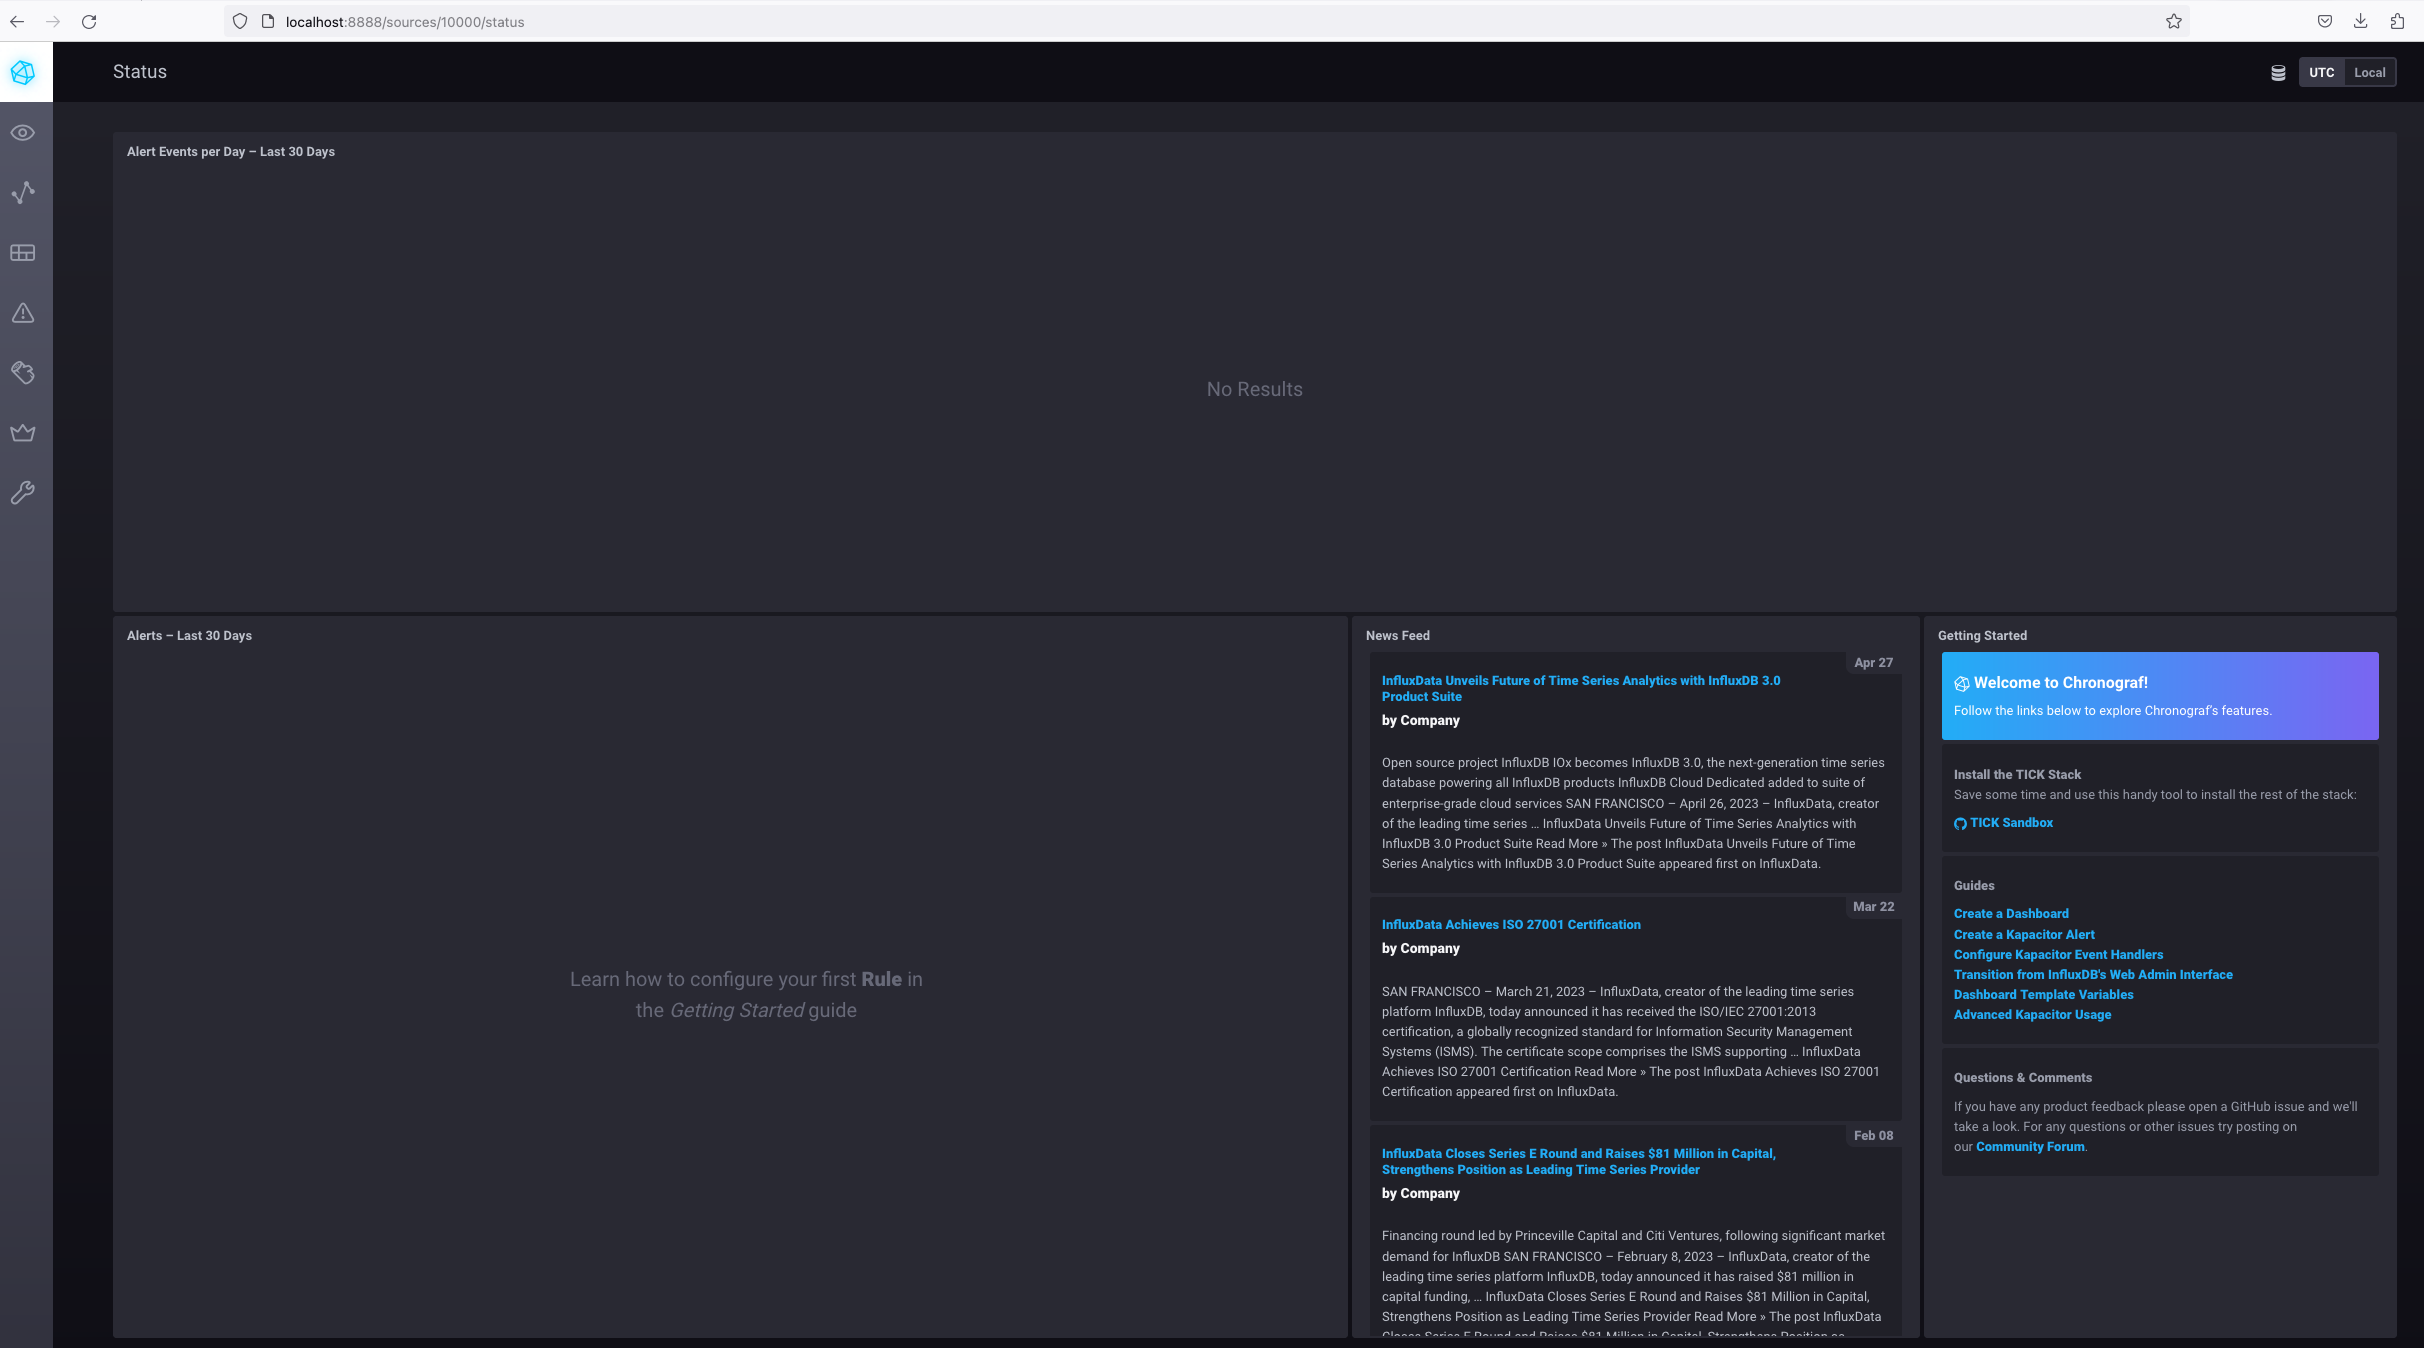 localhost:8888/sources/10000/status
Status
UTC
Local
Alert Events per Day – Last 30 Days
No Results
Alerts – Last 30 Days
Learn how to configure your first Rule in
the Getting Started guide
News Feed
Apr 27
InfluxData Unveils Future of Time Series Analytics with InfluxDB 3.0
Product Suite
by Company
Open source project InfluxDB IOx becomes InfluxDB 3.0, the next-generation time series
database powering all InfluxDB products InfluxDB Cloud Dedicated added to suite of
enterprise-grade cloud services SAN FRANCISCO – April 26, 2023 – InfluxData, creator
of the leading time series ... InfluxData Unveils Future of Time Series Analytics with
InfluxDB 3.0 Product Suite Read More » The post InfluxData Unveils Future of Time
Series Analytics with InfluxDB 3.0 Product Suite appeared first on InfluxData.
Mar 22
InfluxData Achieves ISO 27001 Certification
by Company
SAN FRANCISCO – March 21, 2023 – InfluxData, creator of the leading time series
platform InfluxDB, today announced it has received the ISO/IEC 27001:2013
certification, a globally recognized standard for Information Security Management
Systems (ISMS). The certificate scope comprises the ISMS supporting ... InfluxData
Achieves ISO 27001 Certification Read More » The post InfluxData Achieves ISO 27001
Certification appeared first on InfluxData.
Feb 08
InfluxData Closes Series E Round and Raises $81 Million in Capital,
Strengthens Position as Leading Time Series Provider
by Company
Financing round led by Princeville Capital and Citi Ventures, following significant market
demand for InfluxDB SAN FRANCISCO – February 8, 2023 – InfluxData, creator of the
leading time series platform InfluxDB, today announced it has raised $81 million in
capital funding, ... InfluxData Closes Series E Round and Raises $81 Million in Capital,
Strengthens Position as Leading Time Series Provider Read More » The post InfluxData
Closes Series E Round and Raises $81 Million in Capital, Strengthens Position as
Getting Started
Welcome to Chronograf!
Follow the links below to explore Chronograf's features.
Install the TICK Stack
Save some time and use this handy tool to install the rest of the stack:
TICK Sandbox
Guides
Create a Dashboard
Create a Kapacitor Alert
Configure Kapacitor Event Handlers
Transition from InfluxDB's Web Admin Interface
Dashboard Template Variables
Advanced Kapacitor Usage
Questions & Comments
If you have any product feedback please open a GitHub issue and we'll
take a look. For any questions or other issues try posting on
our Community Forum.